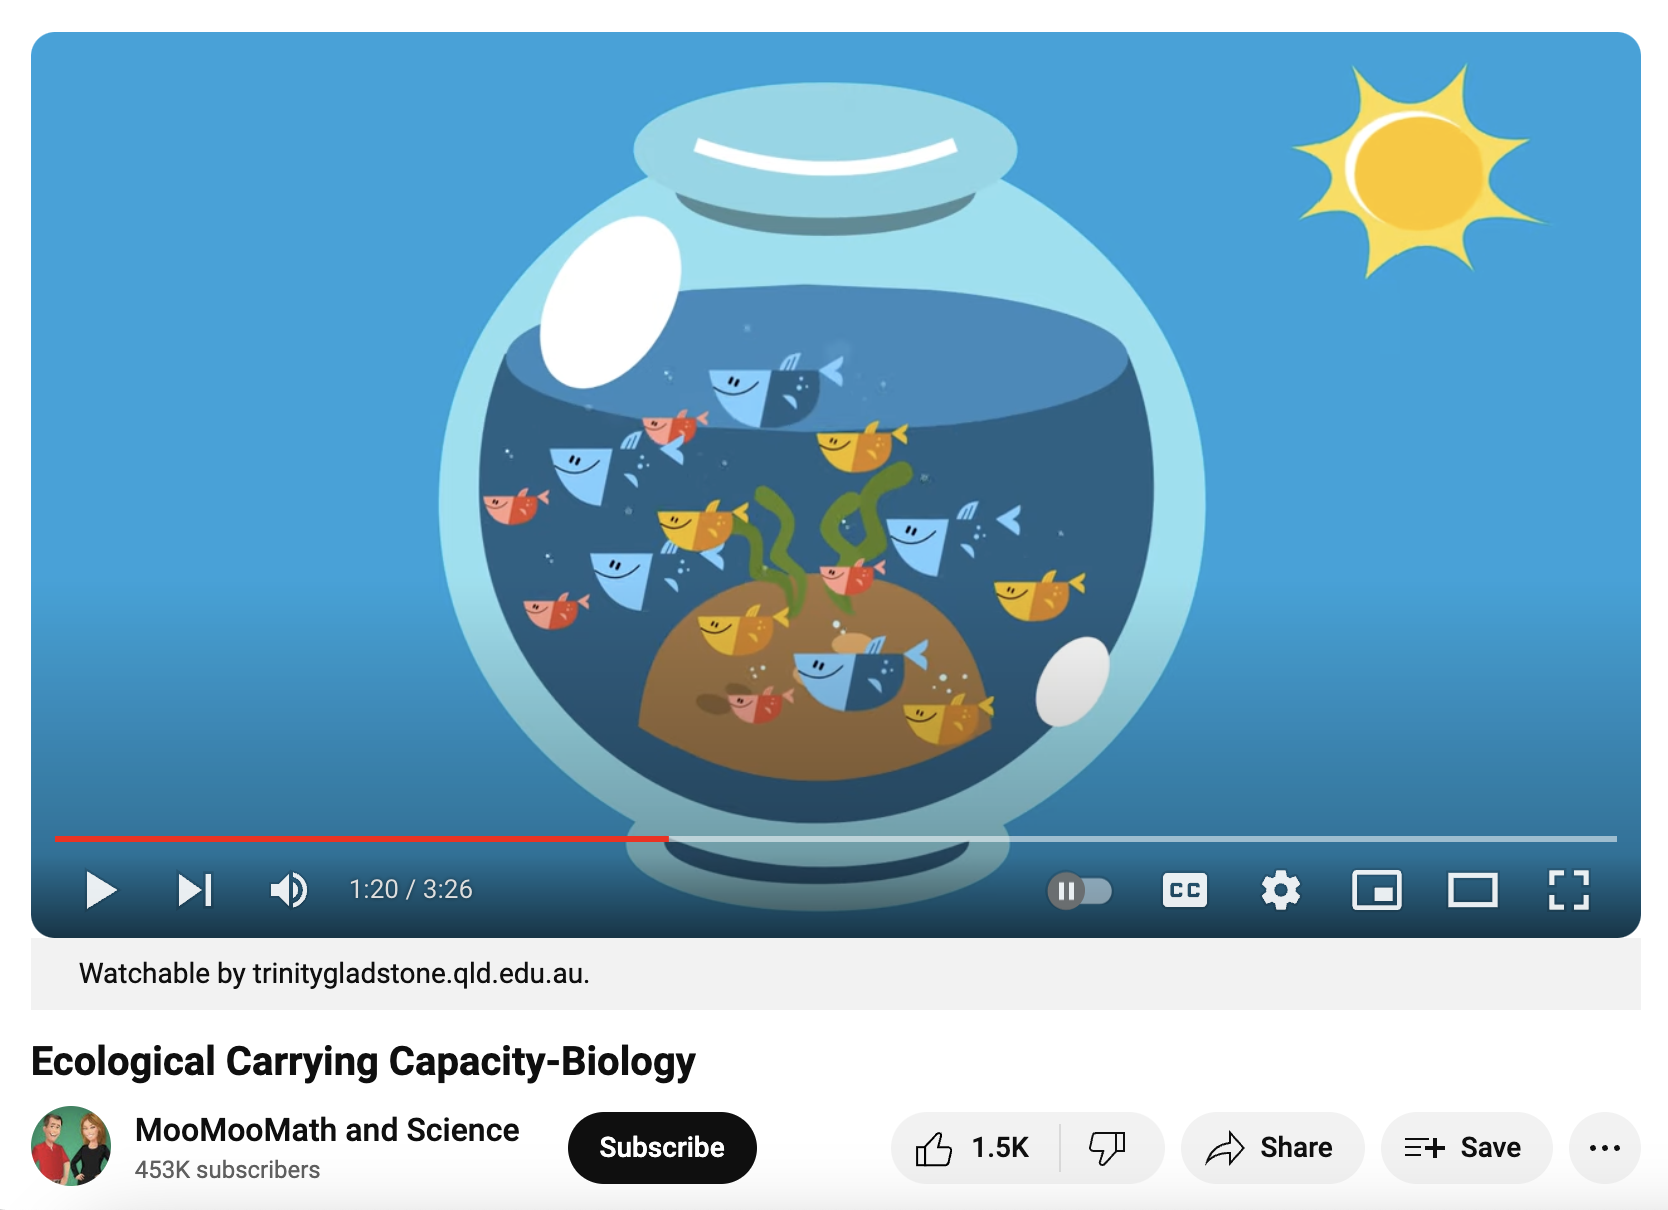 1:20 / 3:26
CC
Watchable by trinitygladstone.qld.edu.au.
Ecological Carrying Capacity-Biology
MooMooMath and Science
453K subscribers
Subscribe
1.5K
Share
Save